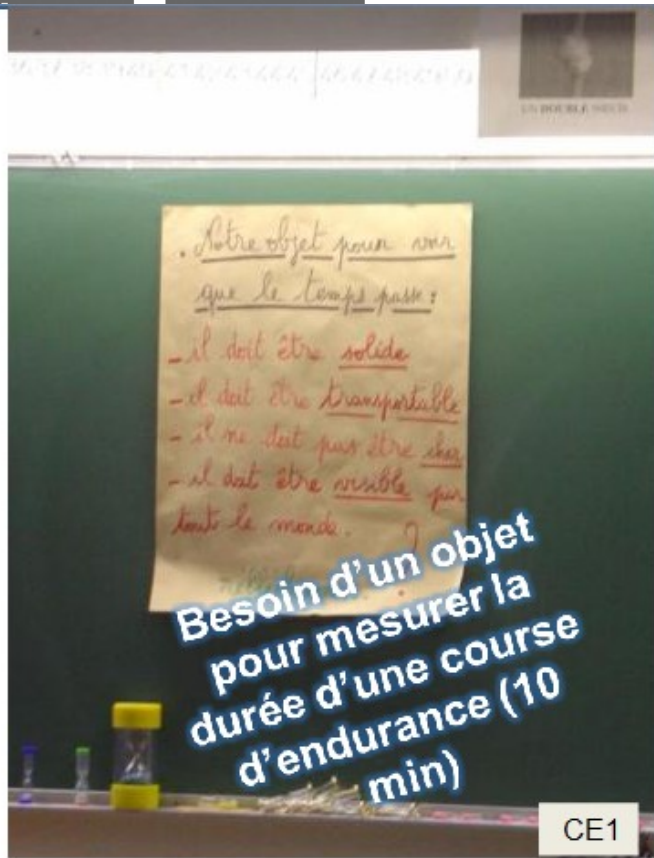 UN DOUBLE
. Notre objet pour voir
que le temps passe :
- il doit être solide
- il doit être transportable
- il ne doit pas être cher
- il doit être visible par
tout le monde. ?
Besoin d'un objet
pour mesurer la
durée d'une course
d'endurance (10
min)
CE1